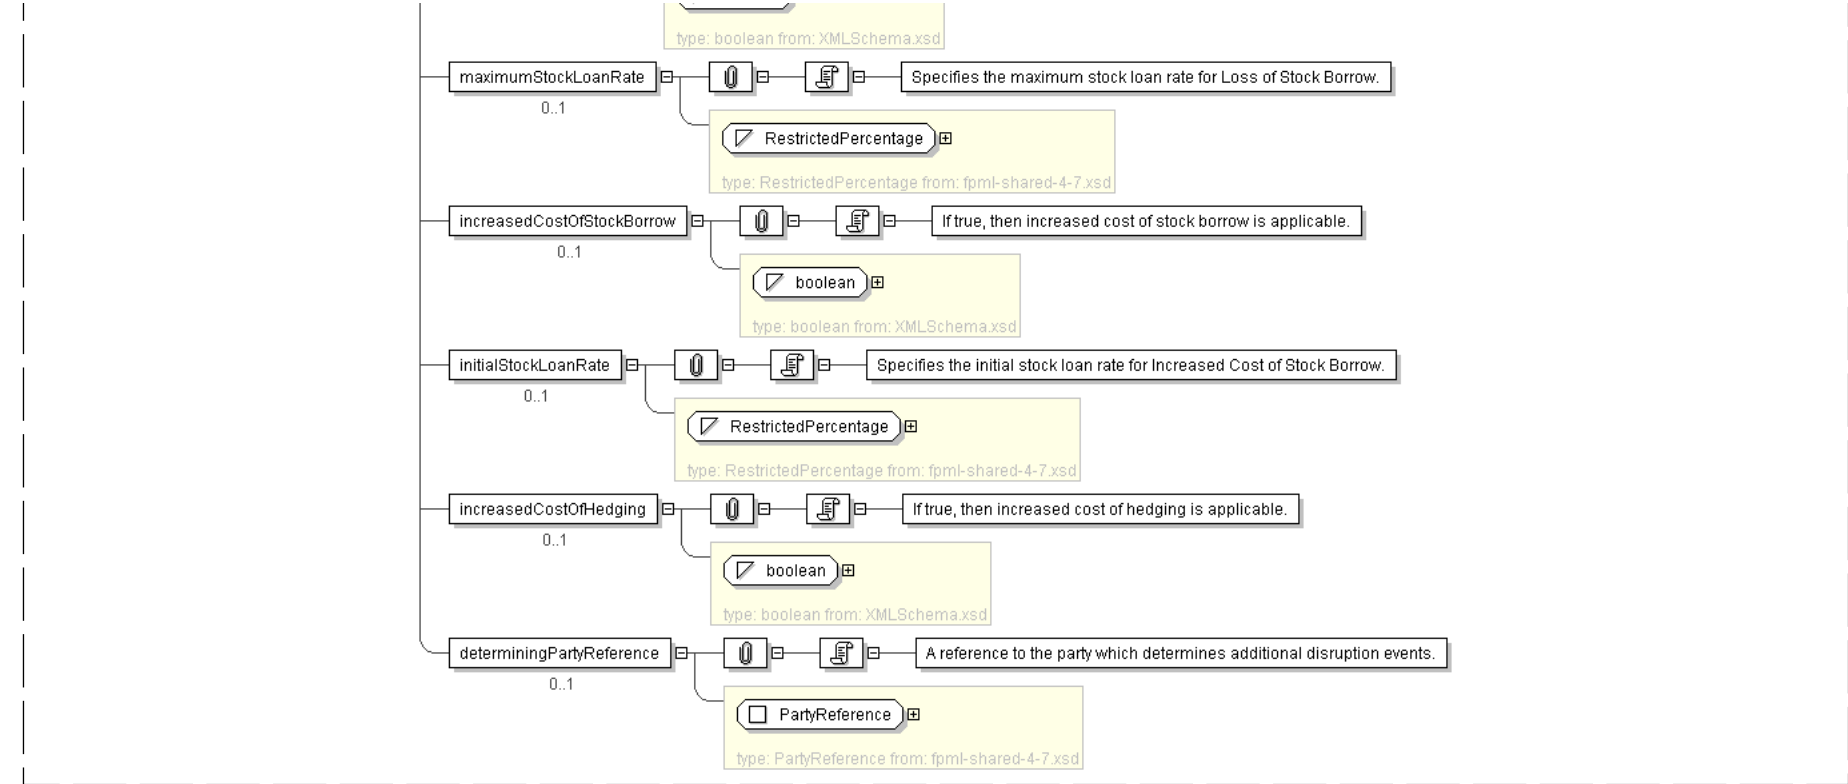 type: boolean from: XMLSchema.xsd
maximumStockLoanRate
Specifies the maximum stock loan rate for Loss of Stock Borrow.
0..1
RestrictedPercentage
type: RestrictedPercentage from: fpml-shared-4-7.xsd
increasedCostOfStockBorrow
If true, then increased cost of stock borrow is applicable.
0..1
boolean
type: boolean from: XMLSchema.xsd
initialStockLoanRate
Specifies the initial stock loan rate for Increased Cost of Stock Borrow.
0..1
RestrictedPercentage
type: RestrictedPercentage from: fpml-shared-4-7.xsd
increasedCostOfHedging
If true, then increased cost of hedging is applicable.
0..1
boolean
type: boolean from: XMLSchema.xsd
determiningPartyReference
A reference to the party which determines additional disruption events.
0..1
PartyReference
type: PartyReference from: fpml-shared-4-7.xsd